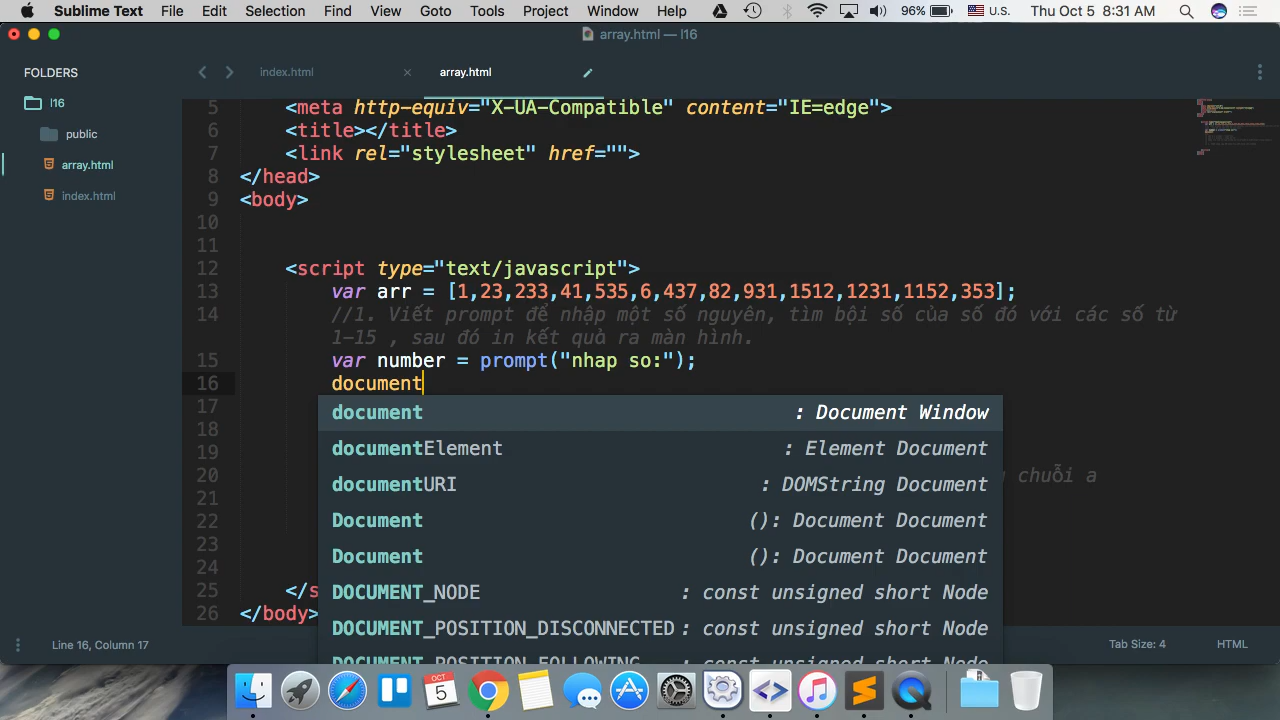 Sublime Text File Edit Selection Find View Goto Tools Project Window Help 96% U.S. Thu Oct 5 8:31 AM
array.html — l16
FOLDERS
l16
public
array.html
index.html
index.html × array.html
5 <meta http-equiv="X-UA-Compatible" content="IE=edge">
6 <title></title>
7 <link rel="stylesheet" href="">
8 </head>
9 <body>
10
11
12 <script type="text/javascript">
13 var arr = [1,23,233,41,535,6,437,82,931,1512,1231,1152,353];
14 //1. Viết prompt để nhập một số nguyên, tìm bội số của số đó với các số từ
1-15 , sau đó in kết quả ra màn hình.
15 var number = prompt("nhap so:");
16 document
17
document : Document Window
18
documentElement : Element Document
19
20 chuỗi a
documentURI : DOMString Document
21
Document (): Document Document
22
23
Document (): Document Document
24
25 </s
DOCUMENT_NODE : const unsigned short Node
26 </body>
DOCUMENT_POSITION_DISCONNECTED : const unsigned short Node
DOCUMENT_POSITION_FOLLOWING : const unsigned short Node
Line 16, Column 17 Tab Size: 4 HTML
OCT
5